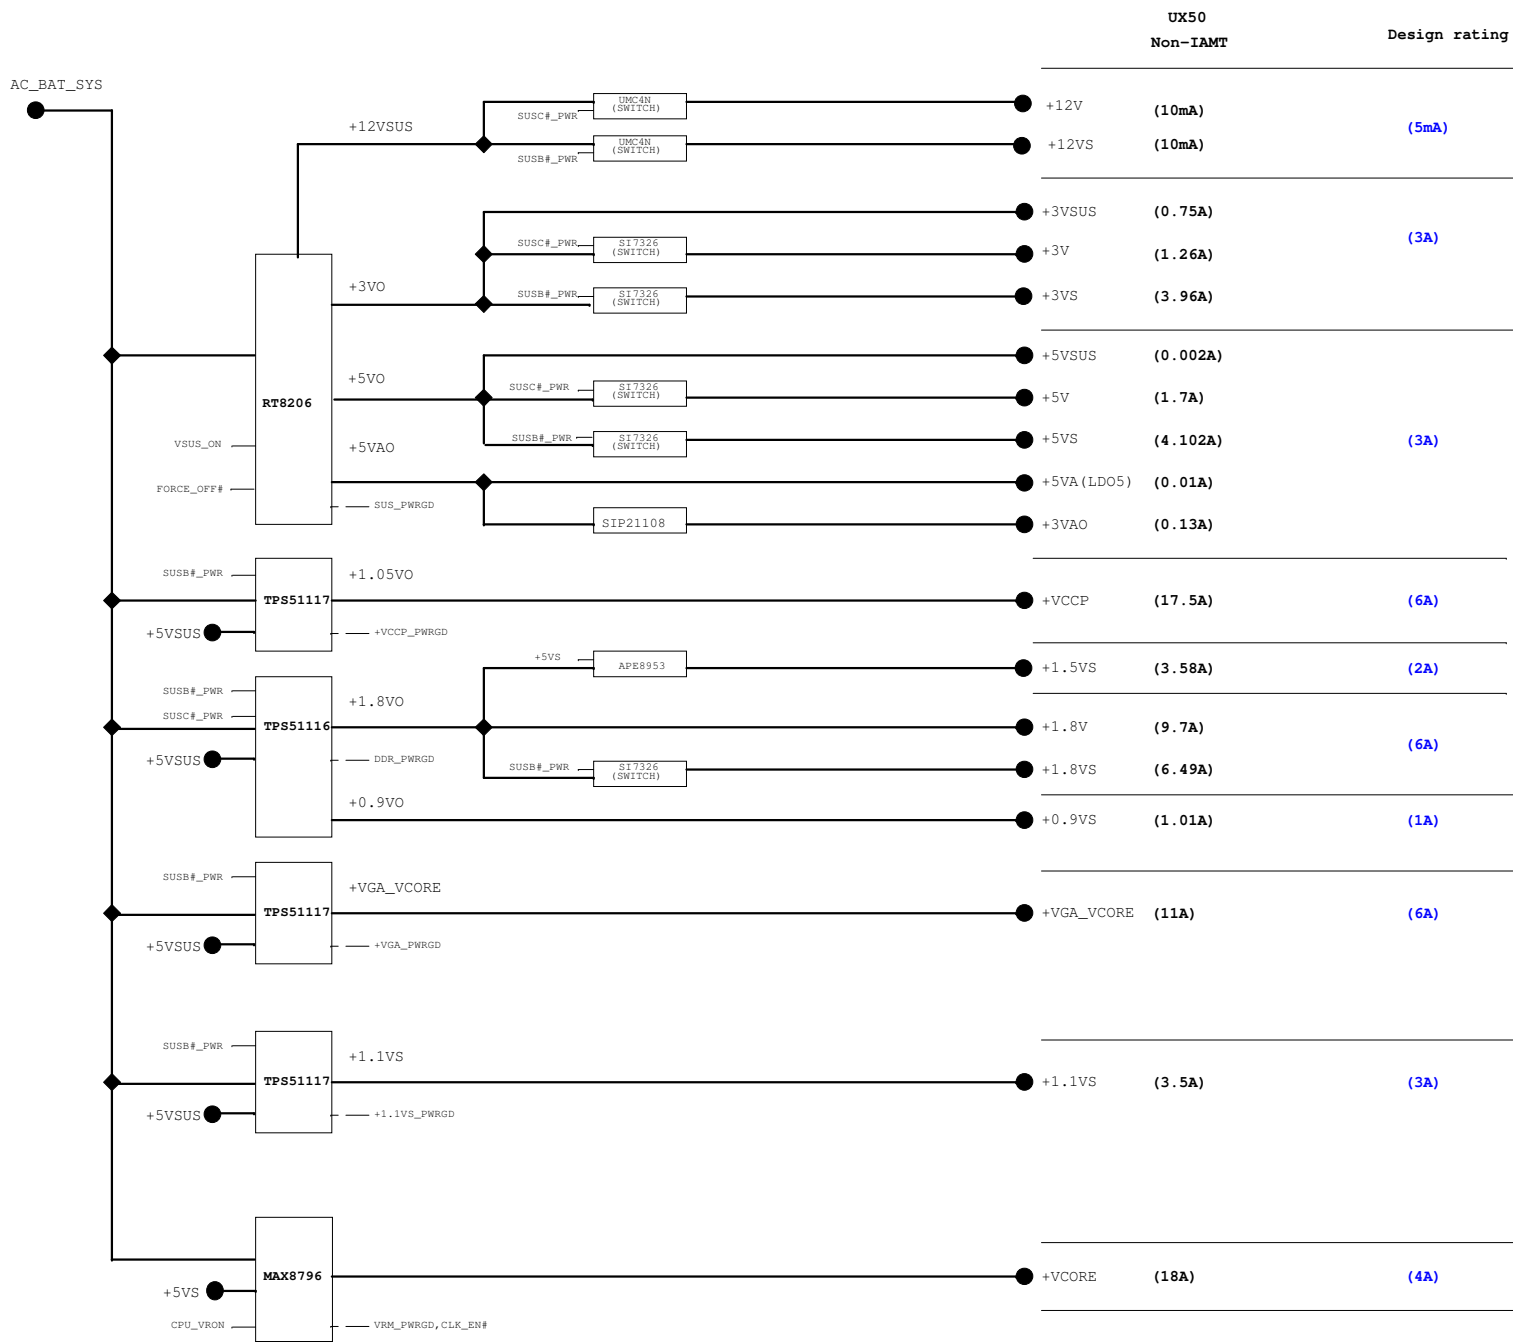 UX50
Non-IAMT
Design rating
AC_BAT_SYS
+12VSUS
SUSC#_PWR
UMC4N
(SWITCH)
+12V
(10mA)
(5mA)
SUSB#_PWR
UMC4N
(SWITCH)
+12VS
(10mA)
+3VSUS
(0.75A)
(3A)
SUSC#_PWR
SI7326
(SWITCH)
+3V
(1.26A)
+3VO
SUSB#_PWR
SI7326
(SWITCH)
+3VS
(3.96A)
+5VSUS
(0.002A)
+5VO
RT8206
SUSC#_PWR
SI7326
(SWITCH)
+5V
(1.7A)
VSUS_ON
+5VAO
SUSB#_PWR
SI7326
(SWITCH)
+5VS
(4.102A)
(3A)
FORCE_OFF#
SUS_PWRGD
+5VA(LDO5)
(0.01A)
SIP21108
+3VAO
(0.13A)
SUSB#_PWR
+1.05VO
TPS51117
+VCCP
(17.5A)
(6A)
+5VSUS
+VCCP_PWRGD
+5VS
APE8953
+1.5VS
(3.58A)
(2A)
SUSB#_PWR
+1.8VO
SUSC#_PWR
TPS51116
+1.8V
(9.7A)
(6A)
+5VSUS
DDR_PWRGD
SUSB#_PWR
SI7326
(SWITCH)
+1.8VS
(6.49A)
+0.9VO
+0.9VS
(1.01A)
(1A)
SUSB#_PWR
+VGA_VCORE
TPS51117
+VGA_VCORE
(11A)
(6A)
+5VSUS
+VGA_PWRGD
SUSB#_PWR
+1.1VS
TPS51117
+1.1VS
(3.5A)
(3A)
+5VSUS
+1.1VS_PWRGD
MAX8796
+VCORE
(18A)
(4A)
+5VS
CPU_VRON
VRM_PWRGD,CLK_EN#